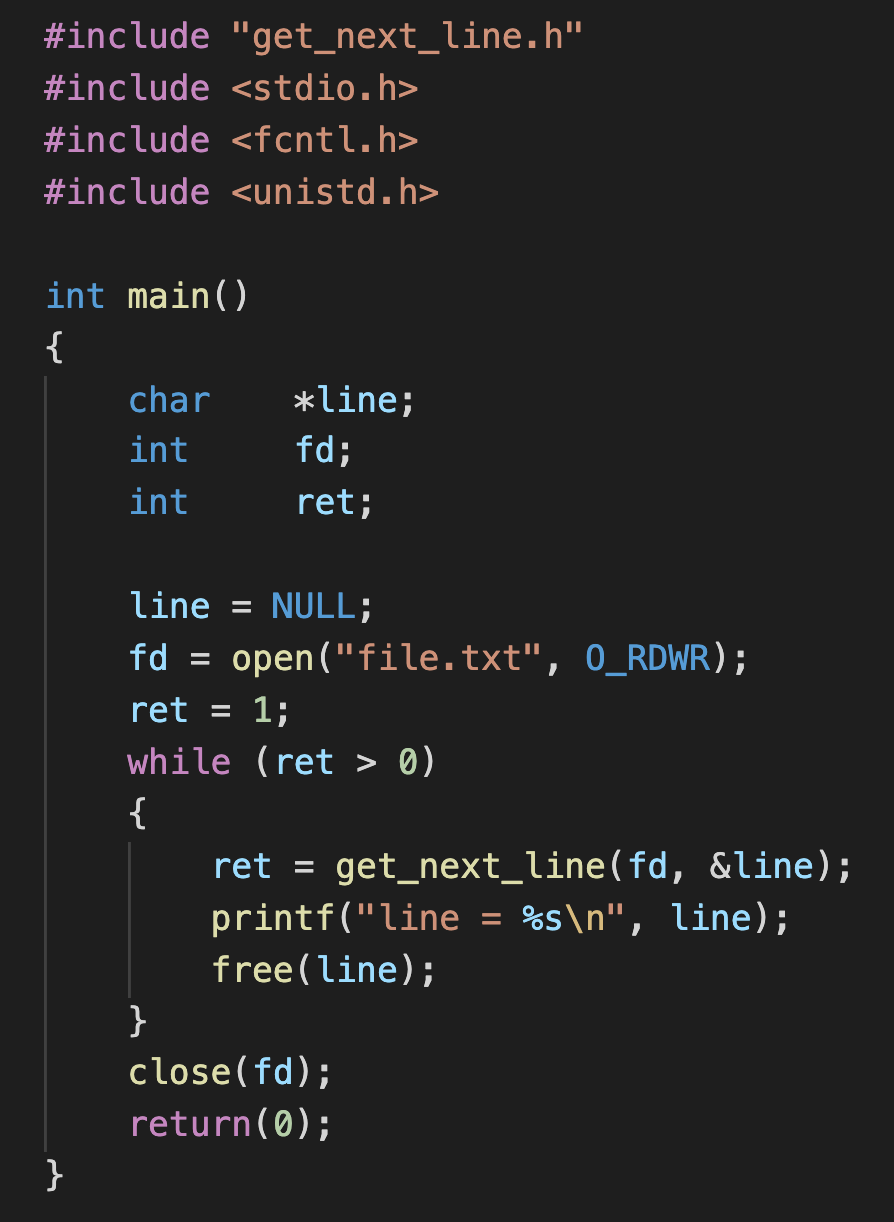 #include "get_next_line.h"
#include <stdio.h>
#include <fcntl.h>
#include <unistd.h>

int main()
{
    char    *line;
    int     fd;
    int     ret;

    line = NULL;
    fd = open("file.txt", O_RDWR);
    ret = 1;
    while (ret > 0)
    {
        ret = get_next_line(fd, &line);
        printf("line = %s\n", line);
        free(line);
    }
    close(fd);
    return(0);
}